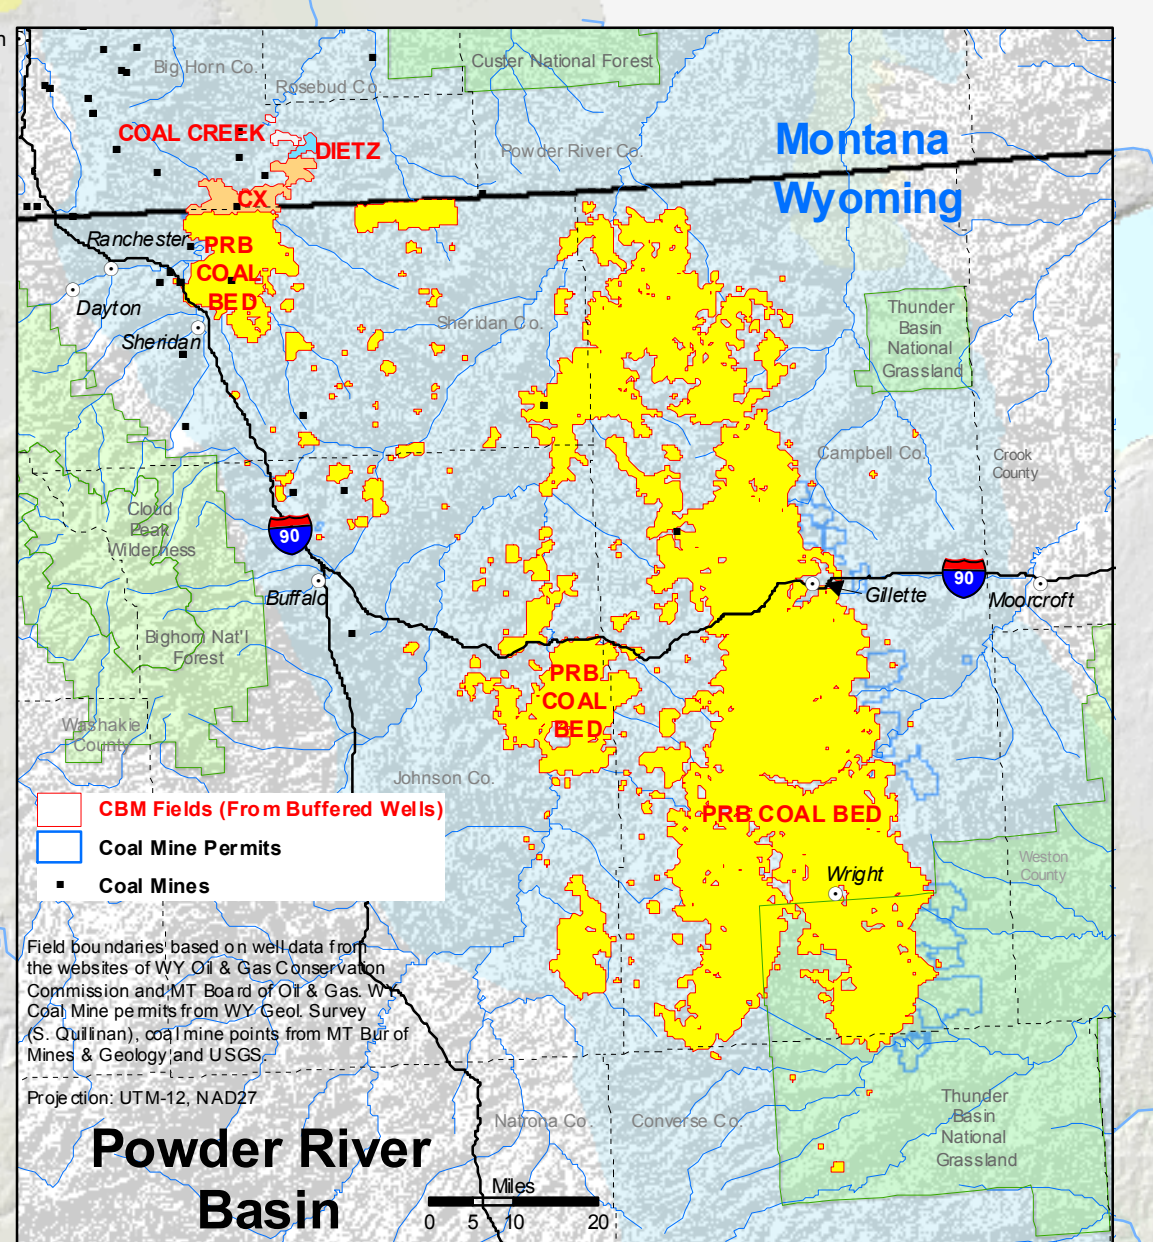 n
Big Horn Co.
Rosebud Co.
Custer National Forest
COAL CREEK
DIETZ
Powder River Co.
Montana
Wyoming
CX
Ranchester
PRB
COAL
BED
Dayton
Sheridan
Sheridan Co.
Thunder
Basin
National
Grassland
Campbell Co.
Crook
County
Cloud
Peak
Wilderness
90
90
Buffalo
Gillette
Moorcroft
Bighorn Nat'l
Forest
PRB
COAL
BED
Washakie
County
Johnson Co.
CBM Fields (From Buffered Wells)
Coal Mine Permits
Coal Mines
PRB COAL BED
Wright
Weston
County
Field boundaries based on well data from
the websites of WY Oil & Gas Conservation
Commission and MT Board of Oil & Gas. WY
Coal Mine permits from WY Geol. Survey
(S. Quillinan), coal mine points from MT Bur of
Mines & Geology and USGS.
Projection: UTM-12, NAD27
Natrona Co.
Converse Co.
Thunder
Basin
National
Grassland
Powder River
Basin
Miles
0 5 10 20